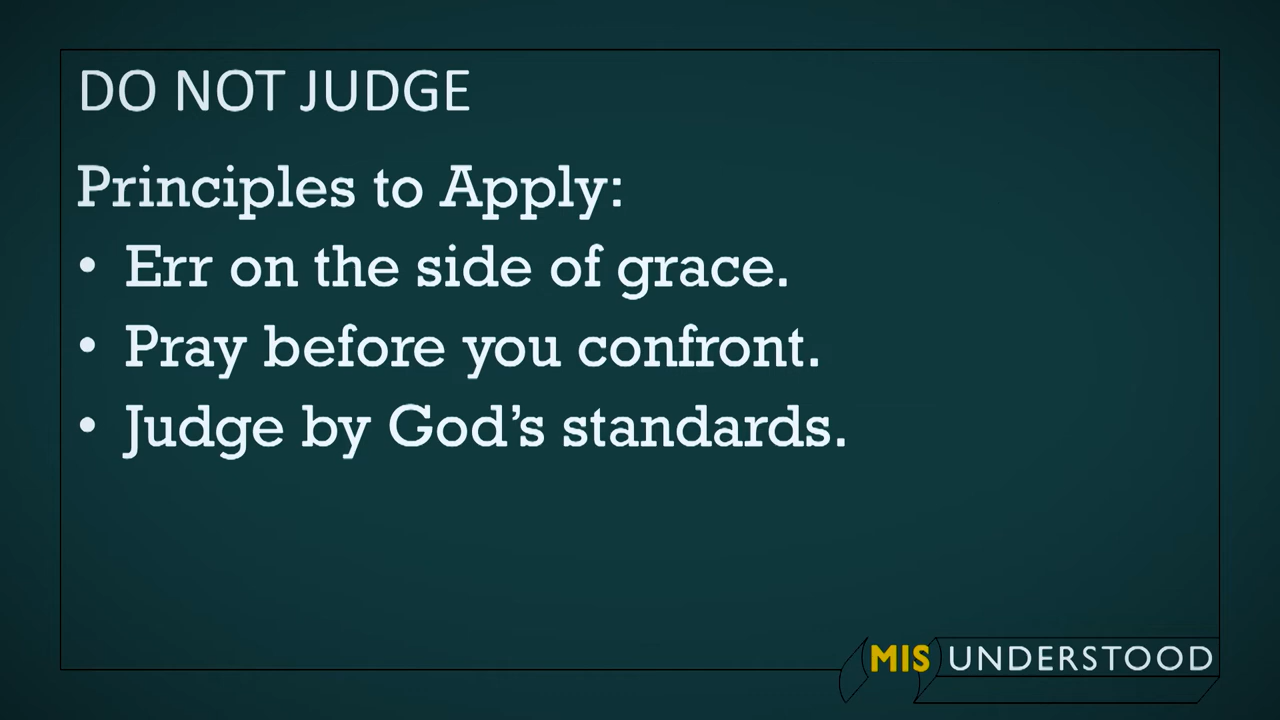 DO NOT JUDGE
Principles to Apply:
• Err on the side of grace.
• Pray before you confront.
• Judge by God’s standards.
MIS UNDERSTOOD